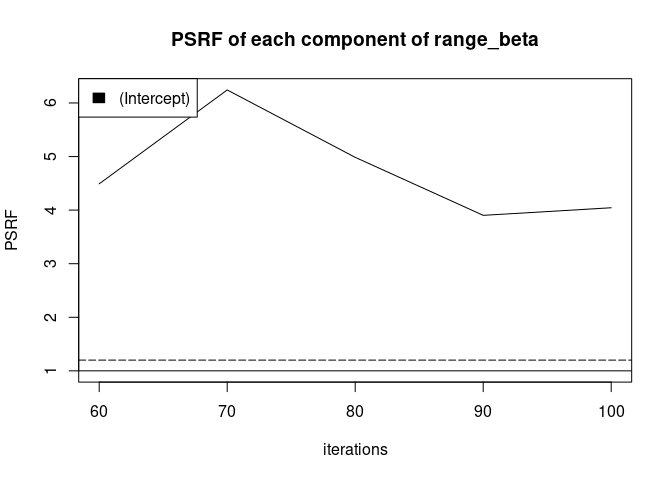 PSRF of each component of range_beta
(Intercept)
6
5
4
3
2
1
PSRF
60 70 80 90 100
iterations